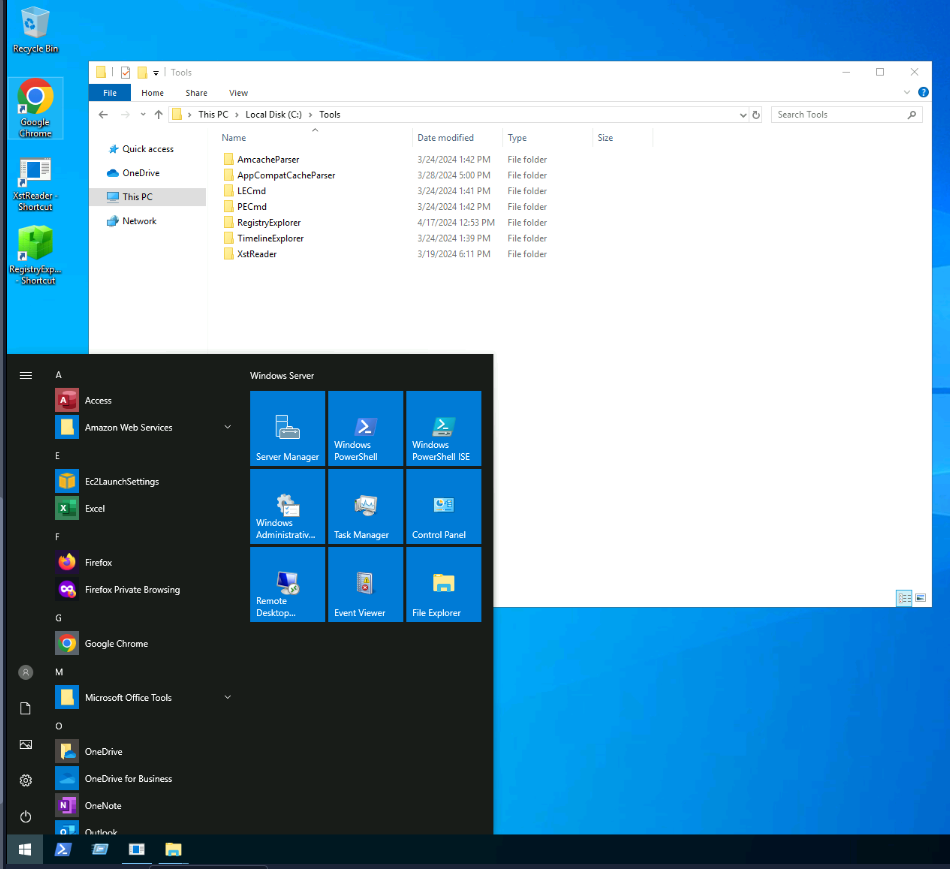 Recycle Bin
Google
Chrome
XstReader -
Shortcut
RegistryExp...
- Shortcut
Tools
File Home Share View
This PC Local Disk (C:) Tools
Search Tools
Name Date modified Type Size
Quick access
OneDrive
This PC
Network
AmcacheParser 3/24/2024 1:42 PM File folder
AppCompatCacheParser 3/28/2024 5:00 PM File folder
LECmd 3/24/2024 1:41 PM File folder
PECmd 3/24/2024 1:42 PM File folder
RegistryExplorer 4/17/2024 12:53 PM File folder
TimelineExplorer 3/24/2024 1:39 PM File folder
XstReader 3/19/2024 6:11 PM File folder
A
Access
Amazon Web Services
E
Ec2LaunchSettings
Excel
F
Firefox
Firefox Private Browsing
G
Google Chrome
M
Microsoft Office Tools
O
OneDrive
OneDrive for Business
OneNote
Outlook
Windows Server
Server Manager
Windows
PowerShell
Windows
PowerShell ISE
Windows
Administrativ...
Task Manager
Control Panel
Remote
Desktop...
Event Viewer
File Explorer